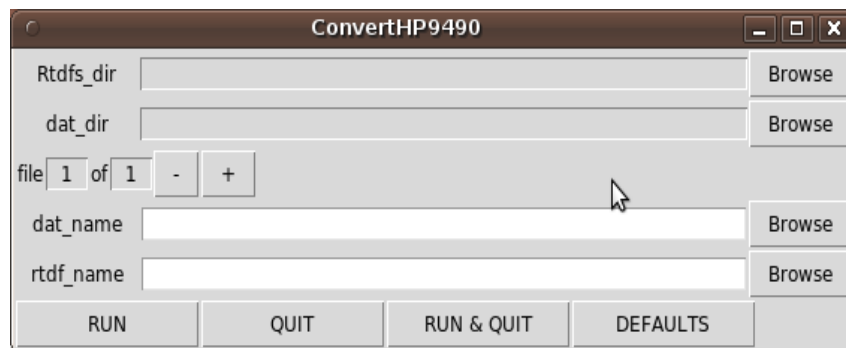 ConvertHP9490
Rtdfs_dir Browse
dat_dir Browse
file 1 of 1 - +
dat_name Browse
rtdf_name Browse
RUN QUIT RUN & QUIT DEFAULTS